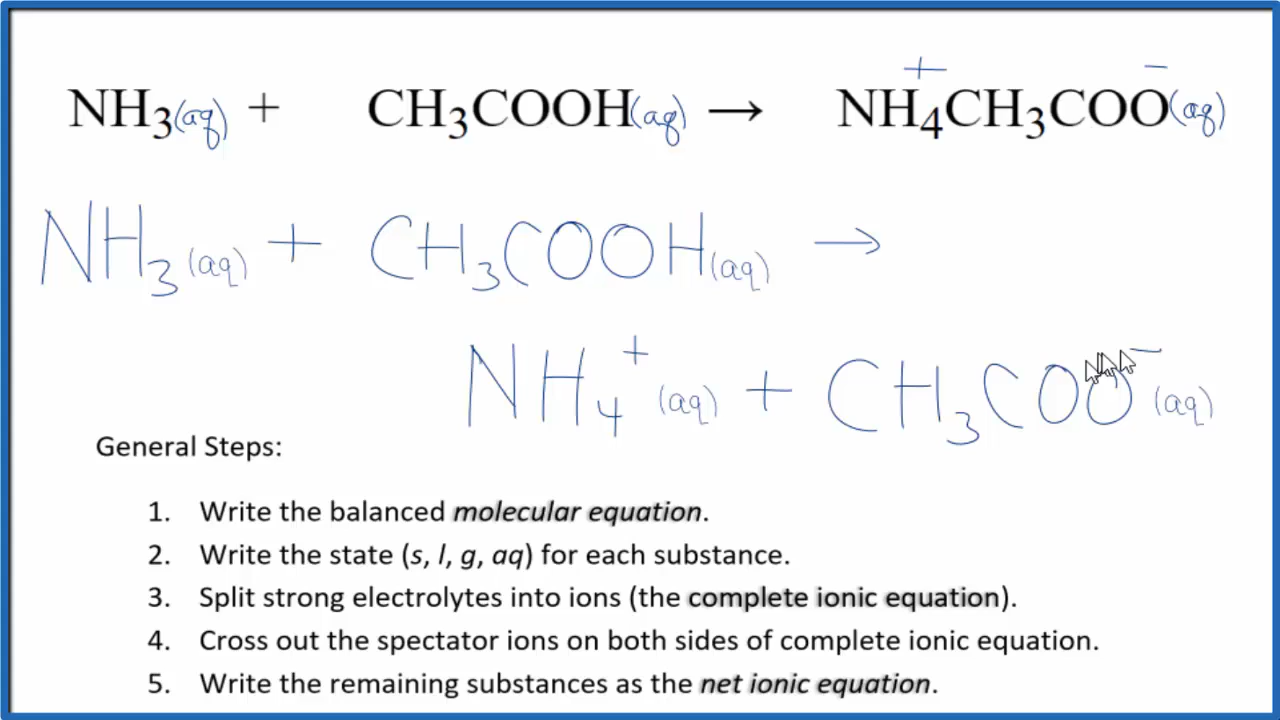 NH₃(aq) + CH₃COOH(aq) → NH₄⁺CH₃COO⁻(aq)
NH₃(aq) + CH₃COOH(aq) →
NH₄⁺(aq) + CH₃COO⁻(aq)
General Steps:
1. Write the balanced molecular equation.
2. Write the state (s, l, g, aq) for each substance.
3. Split strong electrolytes into ions (the complete ionic equation).
4. Cross out the spectator ions on both sides of complete ionic equation.
5. Write the remaining substances as the net ionic equation.